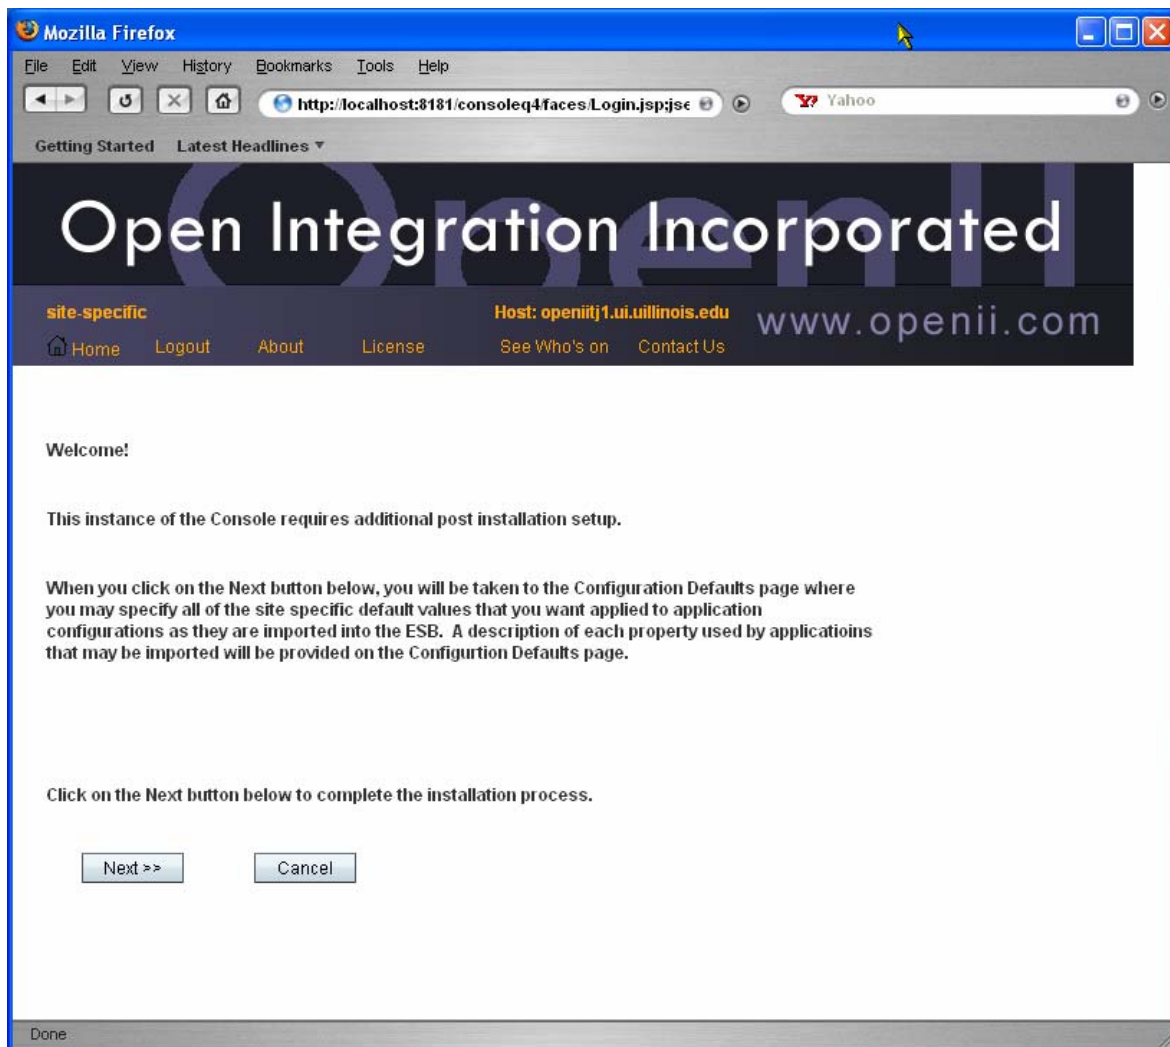 Mozilla Firefox
File Edit View History Bookmarks Tools Help
http://localhost:8181/consoleq4/faces/Login.jsp;jse
Yahoo
Getting Started Latest Headlines
OpenII
Open Integration Incorporated
site-specific Host: openiitj1.ui.uillinois.edu www.openii.com
Home Logout About License See Who's on Contact Us
Welcome!
This instance of the Console requires additional post installation setup.
When you click on the Next button below, you will be taken to the Configuration Defaults page where
you may specify all of the site specific default values that you want applied to application
configurations as they are imported into the ESB. A description of each property used by applicatioins
that may be imported will be provided on the Configurtion Defaults page.
Click on the Next button below to complete the installation process.
Next >> Cancel
Done